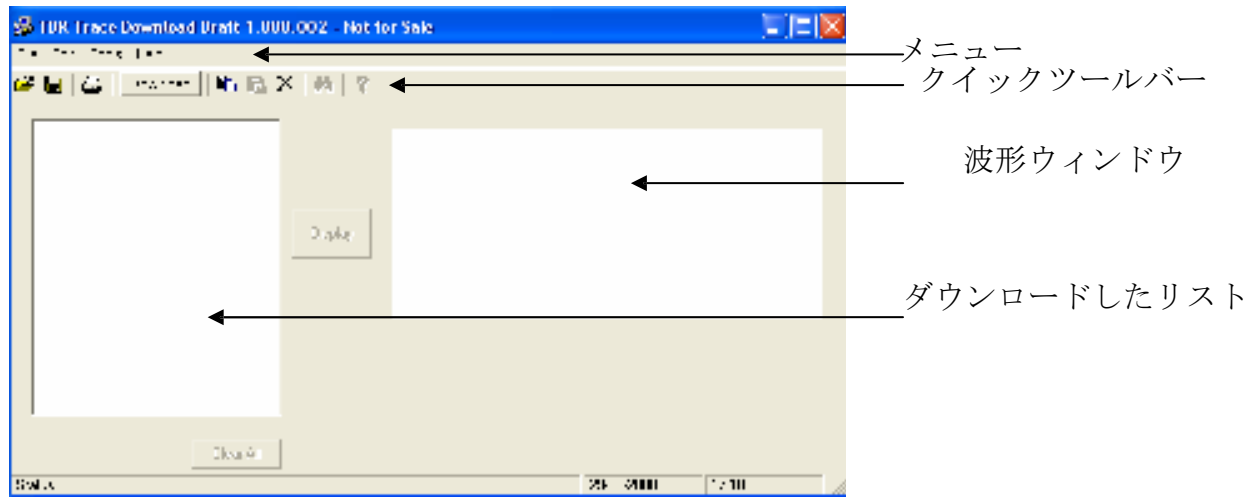 TDR Trace Download Draft 1.000.002 - Not for Sale
メニュー
クイックツールバー
波形ウィンドウ
Display
ダウンロードしたリスト
Clear All
Status